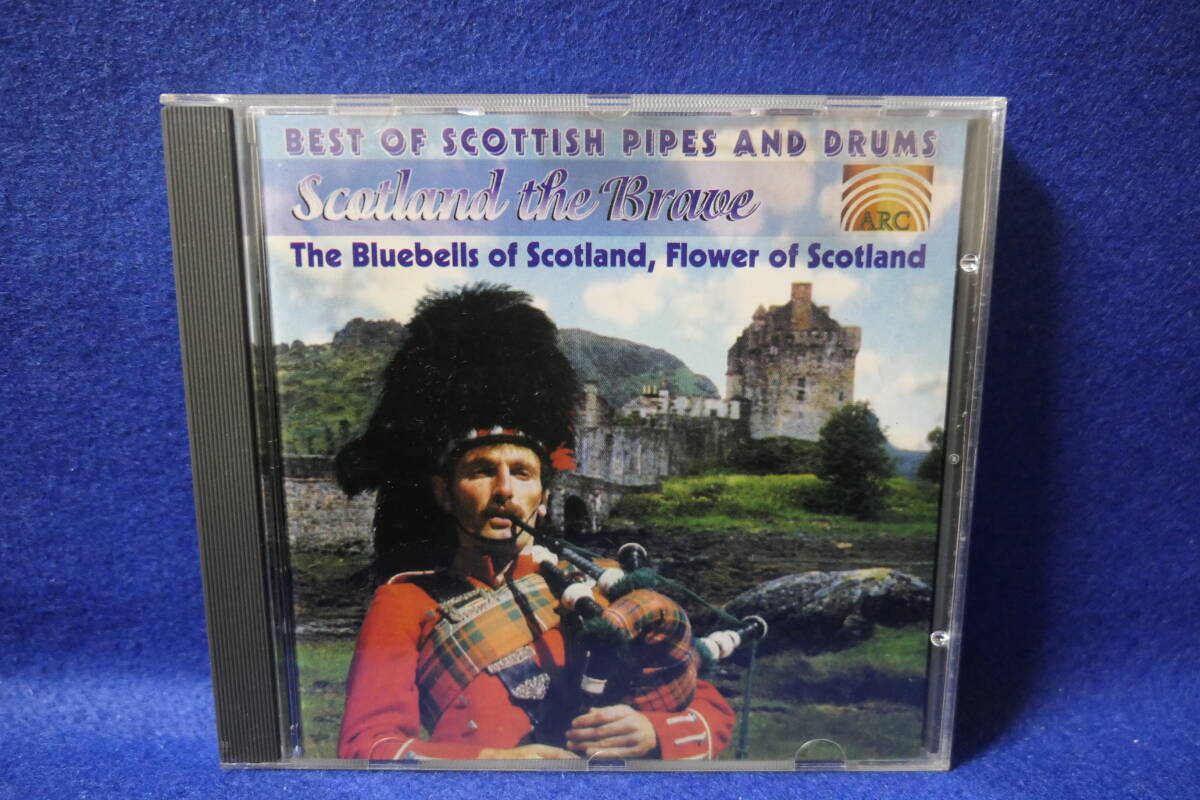 BEST OF SCOTTISH PIPES AND DRUMS
Scotland the Brave
ARC
The Bluebells of Scotland, Flower of Scotland